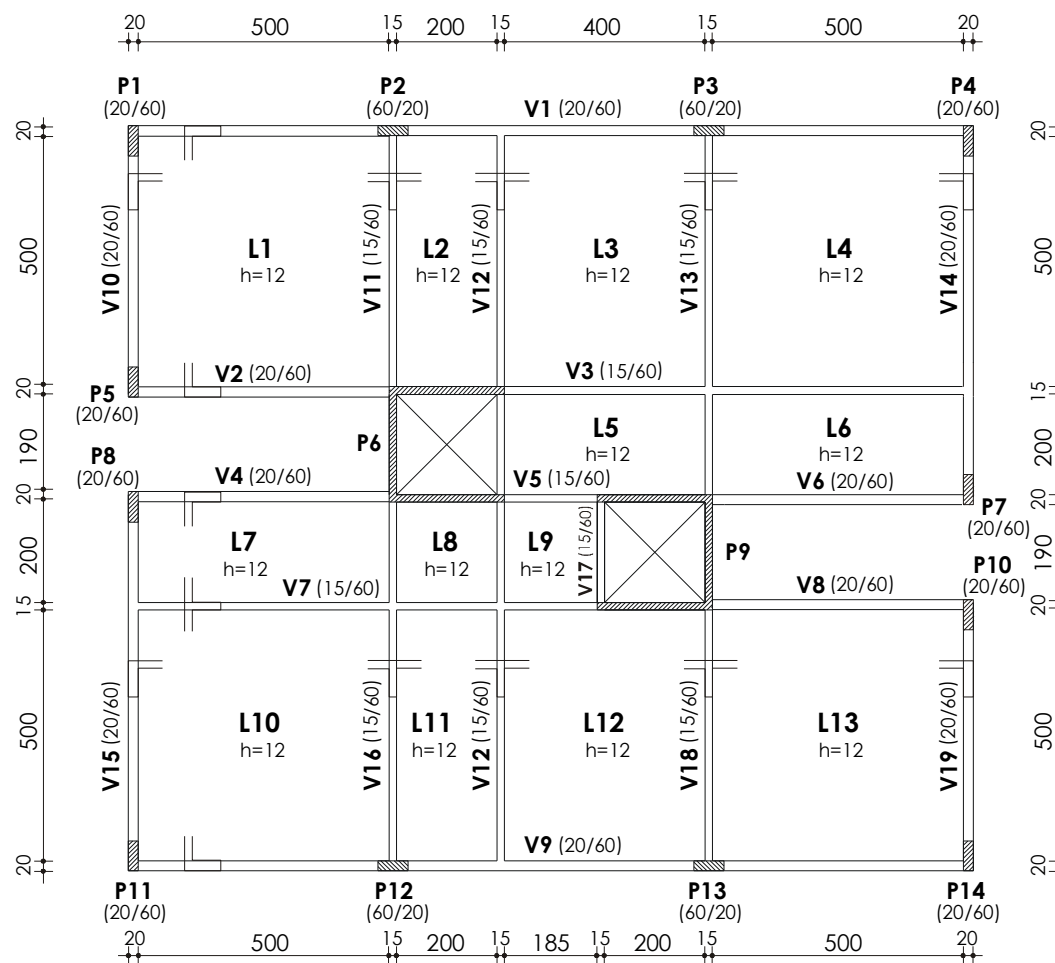 20 500 15 200 15 400 15 500 20
P1 P2 P3 P4
(20/60) (60/20) V1 (20/60) (60/20) (20/60)
20 20
500 V10 (20/60) L1 V11 (15/60) L2 V12 (15/60) L3 V13 (15/60) L4 V14 (20/60) 500
h=12 h=12 h=12 h=12
V2 (20/60) V3 (15/60)
20 P5 15
(20/60)
190 P6 L5 L6 200
h=12 h=12
P8 V4 (20/60) V5 (15/60) V6 (20/60)
(20/60)
20 20
P7
(20/60)
200 L7 L8 L9 V17 (15/60) P9 190
h=12 h=12 h=12
V7 (15/60) V8 (20/60) P10
(20/60)
15 20
500 V15 (20/60) L10 V16 (15/60) L11 V12 (15/60) L12 V18 (15/60) L13 V19 (20/60) 500
h=12 h=12 h=12 h=12
V9 (20/60)
20 20
P11 P12 P13 P14
(20/60) (60/20) (60/20) (20/60)
20 500 15 200 15 185 15 200 15 500 20